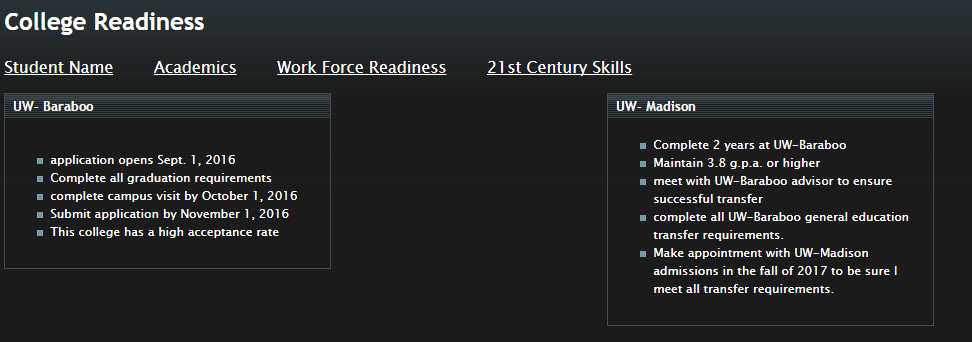 College Readiness
Student Name Academics Work Force Readiness 21st Century Skills
UW- Baraboo
application opens Sept. 1, 2016
Complete all graduation requirements
complete campus visit by October 1, 2016
Submit application by November 1, 2016
This college has a high acceptance rate
UW- Madison
Complete 2 years at UW-Baraboo
Maintain 3.8 g.p.a. or higher
meet with UW-Baraboo advisor to ensure
successful transfer
complete all UW-Baraboo general education
transfer requirements.
Make appointment with UW-Madison
admissions in the fall of 2017 to be sure I
meet all transfer requirements.